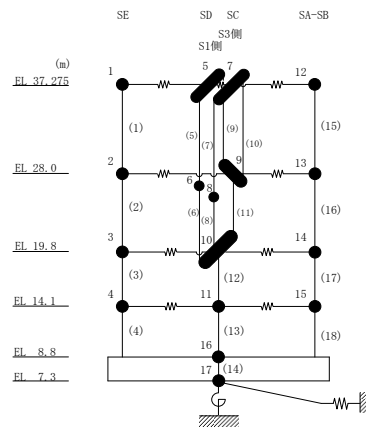 SE SD SC SA-SB
S3側
S1側
(m)
EL 37.275
1 5 7 12
(1) (5) (7) (9) (10) (15)
EL 28.0
2 9 13
6 8
(2) (6) (8) (11) (16)
EL 19.8
3 10 14
(3) (12) (17)
EL 14.1
4 11 15
(4) (13) (18)
16
EL 8.8
17 (14)
EL 7.3